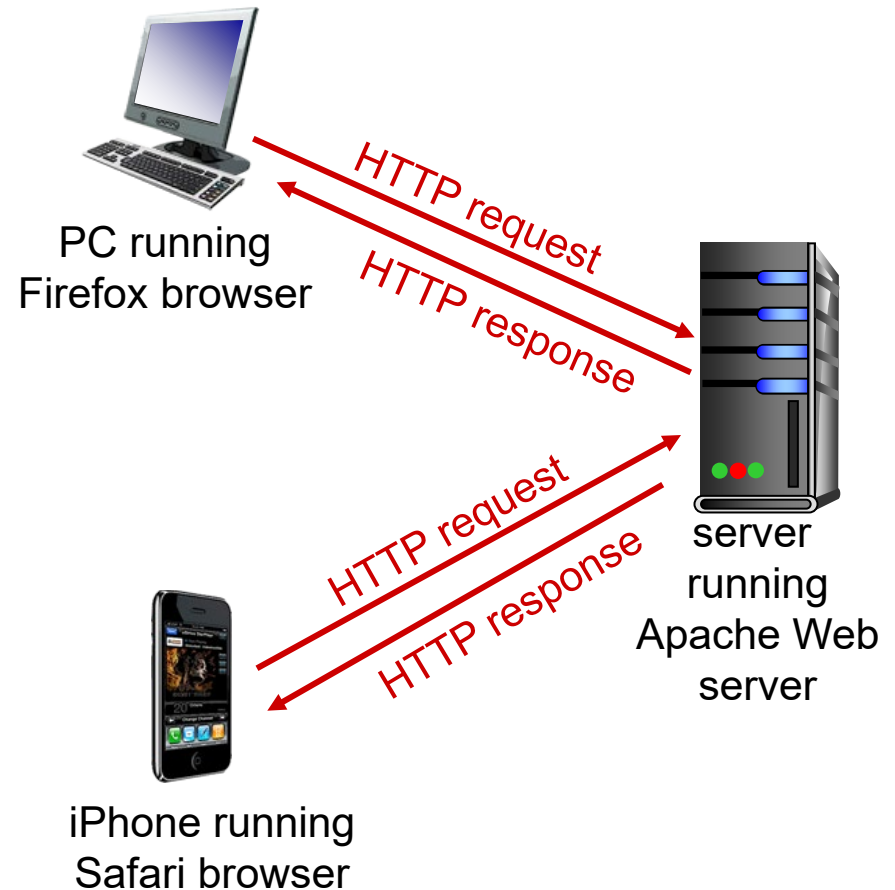 HTTP request
HTTP response
PC running
Firefox browser
server
running
Apache Web
server
HTTP request
HTTP response
iPhone running
Safari browser